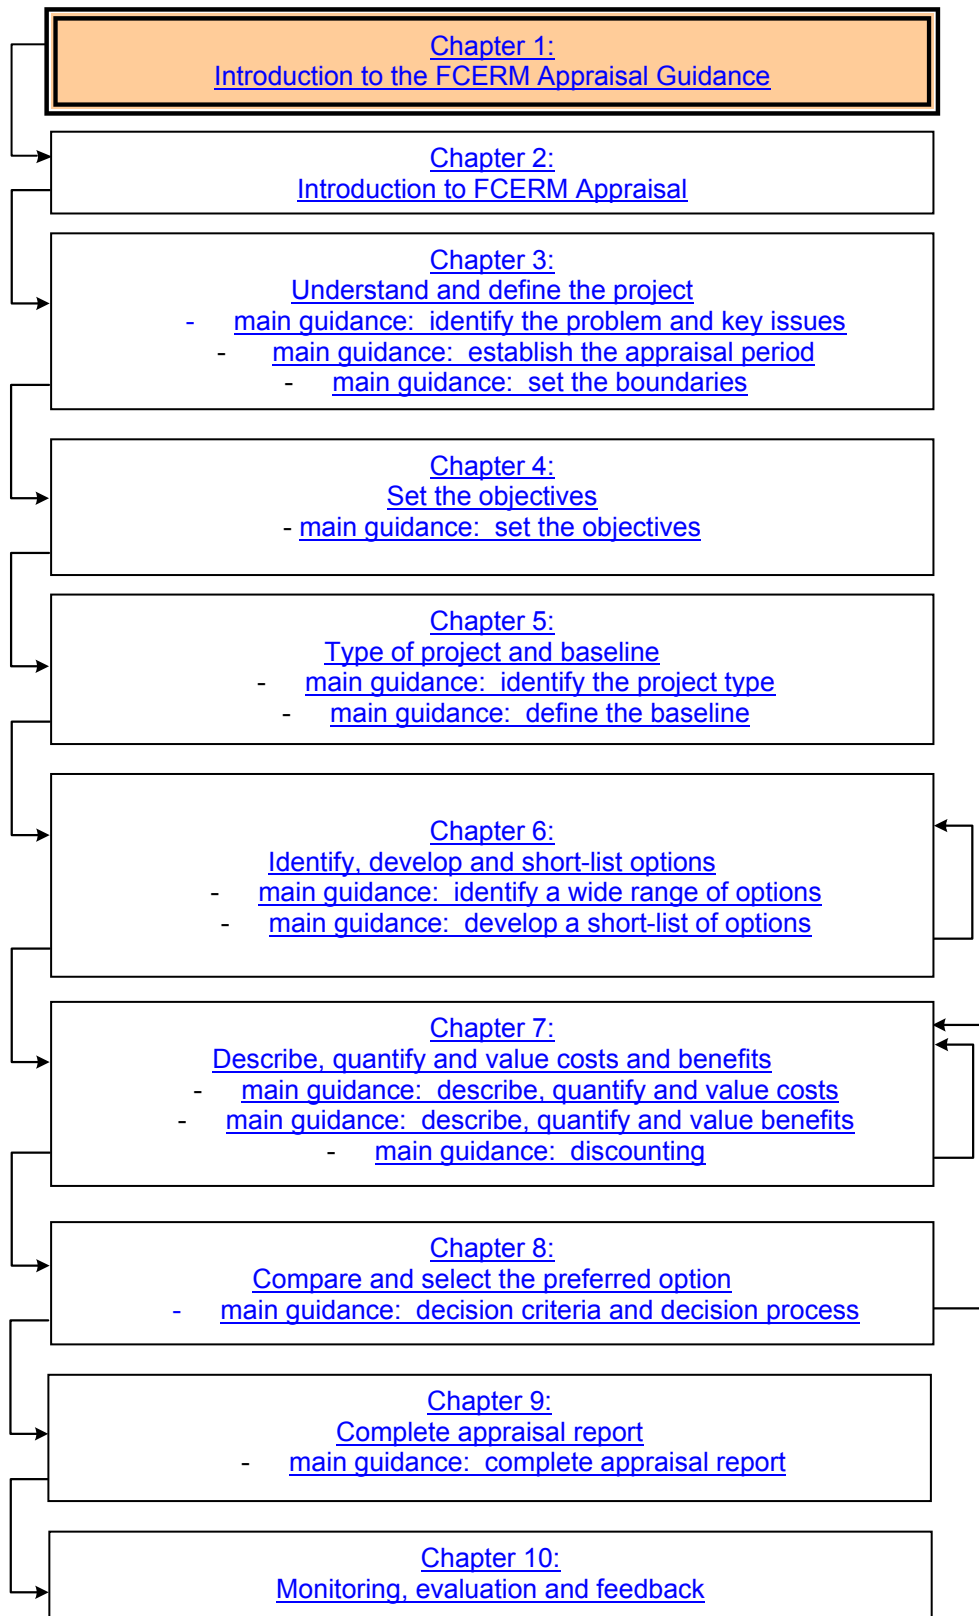 Chapter 1:
Introduction to the FCERM Appraisal Guidance
Chapter 2:
Introduction to FCERM Appraisal
Chapter 3:
Understand and define the project
- main guidance: identify the problem and key issues
- main guidance: establish the appraisal period
- main guidance: set the boundaries
Chapter 4:
Set the objectives
- main guidance: set the objectives
Chapter 5:
Type of project and baseline
- main guidance: identify the project type
- main guidance: define the baseline
Chapter 6:
Identify, develop and short-list options
- main guidance: identify a wide range of options
- main guidance: develop a short-list of options
Chapter 7:
Describe, quantify and value costs and benefits
- main guidance: describe, quantify and value costs
- main guidance: describe, quantify and value benefits
- main guidance: discounting
Chapter 8:
Compare and select the preferred option
- main guidance: decision criteria and decision process
Chapter 9:
Complete appraisal report
- main guidance: complete appraisal report
Chapter 10:
Monitoring, evaluation and feedback